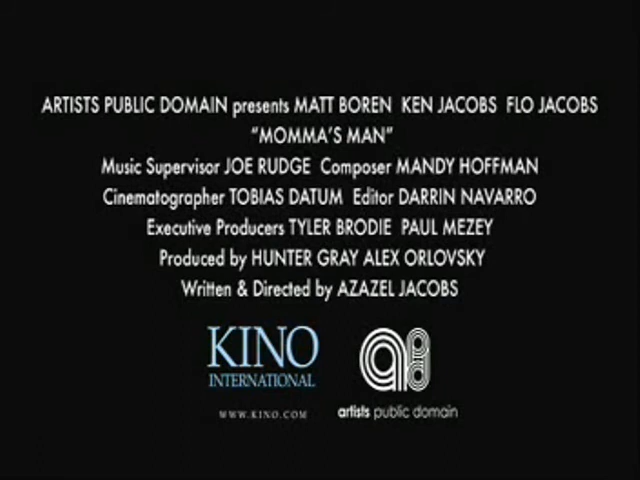 ARTISTS PUBLIC DOMAIN presents MATT BOREN KEN JACOBS FLO JACOBS
"MOMMA'S MAN"
Music Supervisor JOE RUDGE Composer MANDY HOFFMAN
Cinematographer TOBIAS DATUM Editor DARRIN NAVARRO
Executive Producers TYLER BRODIE PAUL MEZEY
Produced by HUNTER GRAY ALEX ORLOVSKY
Written & Directed by AZAZEL JACOBS
KINO
INTERNATIONAL
WWW.KINO.COM
apd
artists public domain